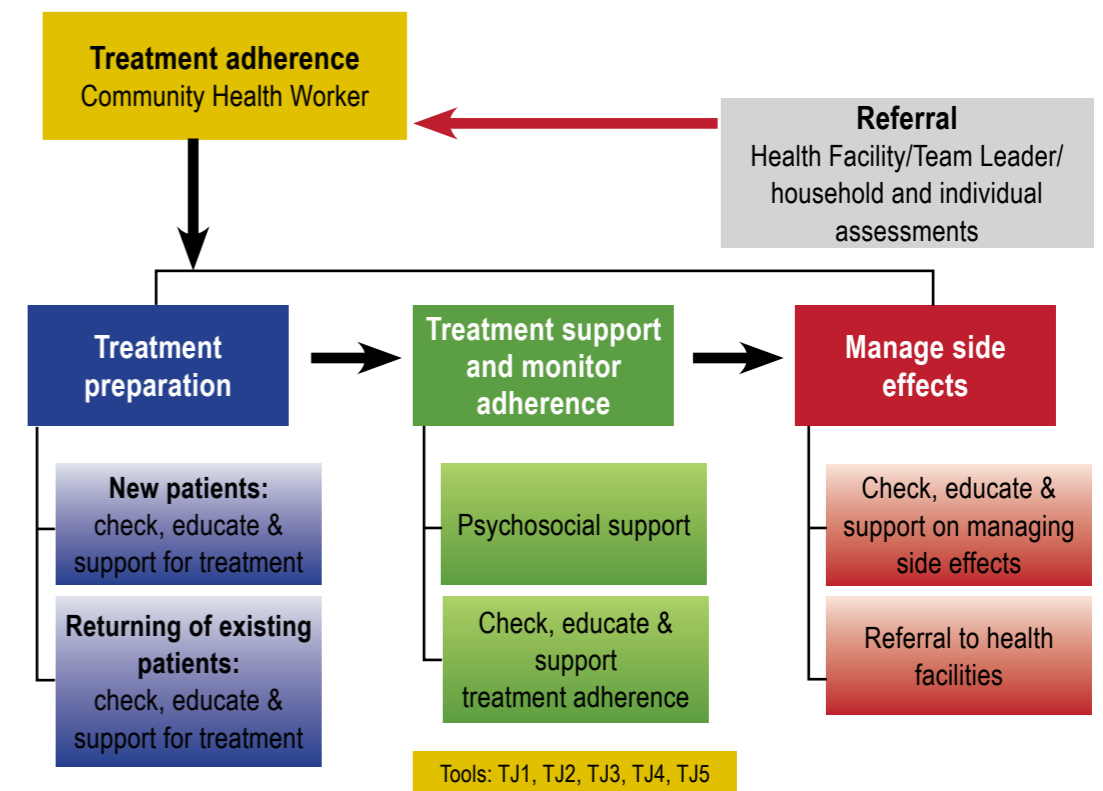 Treatment adherence
Community Health Worker
Referral
Health Facility/Team Leader/
household and individual
assessments
Treatment
preparation
Treatment support
and monitor
adherence
Manage side
effects
New patients:
check, educate &
support for treatment
Returning of existing
patients:
check, educate &
support for treatment
Psychosocial support
Check, educate &
support
treatment adherence
Check, educate &
support on managing
side effects
Referral to health
facilities
Tools: TJ1, TJ2, TJ3, TJ4, TJ5